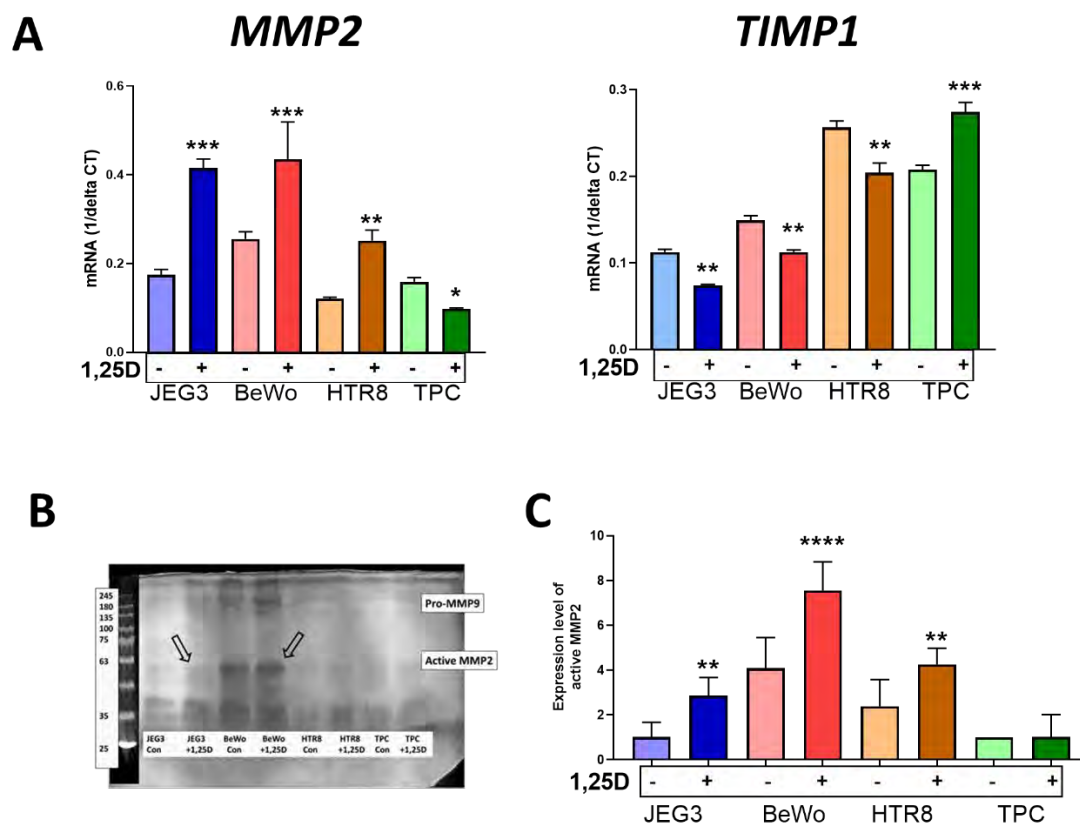 A
MMP2
TIMP1
mRNA (1/delta CT)
0.6
0.4
0.2
0.0
*** *** ** *
1,25D - + - + - + - +
JEG3 BeWo HTR8 TPC
mRNA (1/delta CT)
0.3
0.2
0.1
0.0
** ** ** ***
1,25D - + - + - + - +
JEG3 BeWo HTR8 TPC
B
245
180
135
100
75
63
35
25
Pro-MMP9
Active MMP2
JEG3 JEG3 BeWo BeWo HTR8 HTR8 TPC TPC
Con +1,25D Con +1,25D Con +1,25D Con +1,25D
C
Expression level of
active MMP2
10
8
6
4
2
0
** **** **
1,25D - + - + - + - +
JEG3 BeWo HTR8 TPC